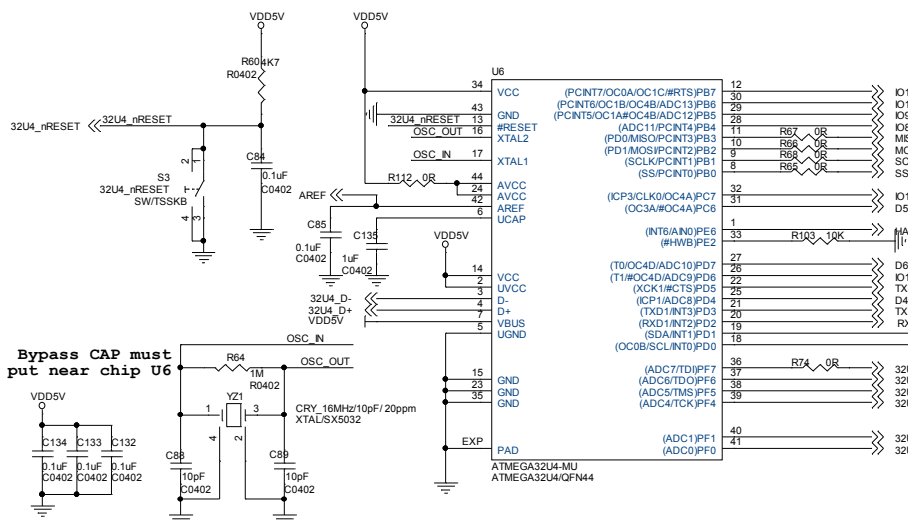 VDD5V
VDD5V
R60 4K7
R0402
32U4_nRESET
32U4_nRESET
2
1
S3
32U4_nRESET
SW/TSSKB
4
3
C84
0.1uF
C0402
U6
34
VCC
43
GND
32U4_nRESET
13
#RESET
OSC_OUT
16
XTAL2
OSC_IN
17
XTAL1
R112 0R
44
AVCC
24
AVCC
AREF
42
AREF
6
UCAP
C85
0.1uF
C0402
C135
1uF
C0402
VDD5V
14
VCC
2
UVCC
32U4_D-
3
D-
32U4_D+
4
D+
VDD5V
7
VBUS
5
UGND
15
GND
23
GND
35
GND
EXP
PAD
ATMEGA32U4-MU
ATMEGA32U4/QFN44
(PCINT7/OC0A/OC1C/#RTS)PB7
12
(PCINT6/OC1B/OC4B/ADC13)PB6
30
(PCINT5/OC1A#OC4B/ADC12)PB5
29
(ADC11/PCINT4)PB4
28
(PD0/MISO/PCINT3)PB3
11
R67 0R
(PD1/MOSI/PCINT2)PB2
10
R66 0R
(SCLK/PCINT1)PB1
9
R68 0R
(SS/PCINT0)PB0
8
R65 0R
SS
(ICP3/CLK0/OC4A)PC7
32
(OC3A/#OC4A)PC6
31
D5
(INT6/AIN0)PE6
1
(#HWB)PE2
33
R103 10K
(T0/OC4D/ADC10)PD7
27
D6
(T1/#OC4D/ADC9)PD6
26
(XCK1/#CTS)PD5
22
TX
(ICP1/ADC8)PD4
25
D4
(TXD1/INT3)PD3
21
TX
(RXD1/INT2)PD2
20
RX
(SDA/INT1)PD1
19
(OC0B/SCL/INT0)PD0
18
(ADC7/TDI)PF7
36
R74 0R
(ADC6/TDO)PF6
37
(ADC5/TMS)PF5
38
(ADC4/TCK)PF4
39
(ADC1)PF1
40
(ADC0)PF0
41
Bypass CAP must
put near chip U6
VDD5V
C134
0.1uF
C0402
C133
0.1uF
C0402
C132
0.1uF
C0402
OSC_IN
R64
OSC_OUT
1M
R0402
YZ1
1
3
4
2
CRY_16MHz/10pF/ 20ppm
XTAL/SX5032
C88
10pF
C0402
C89
10pF
C0402